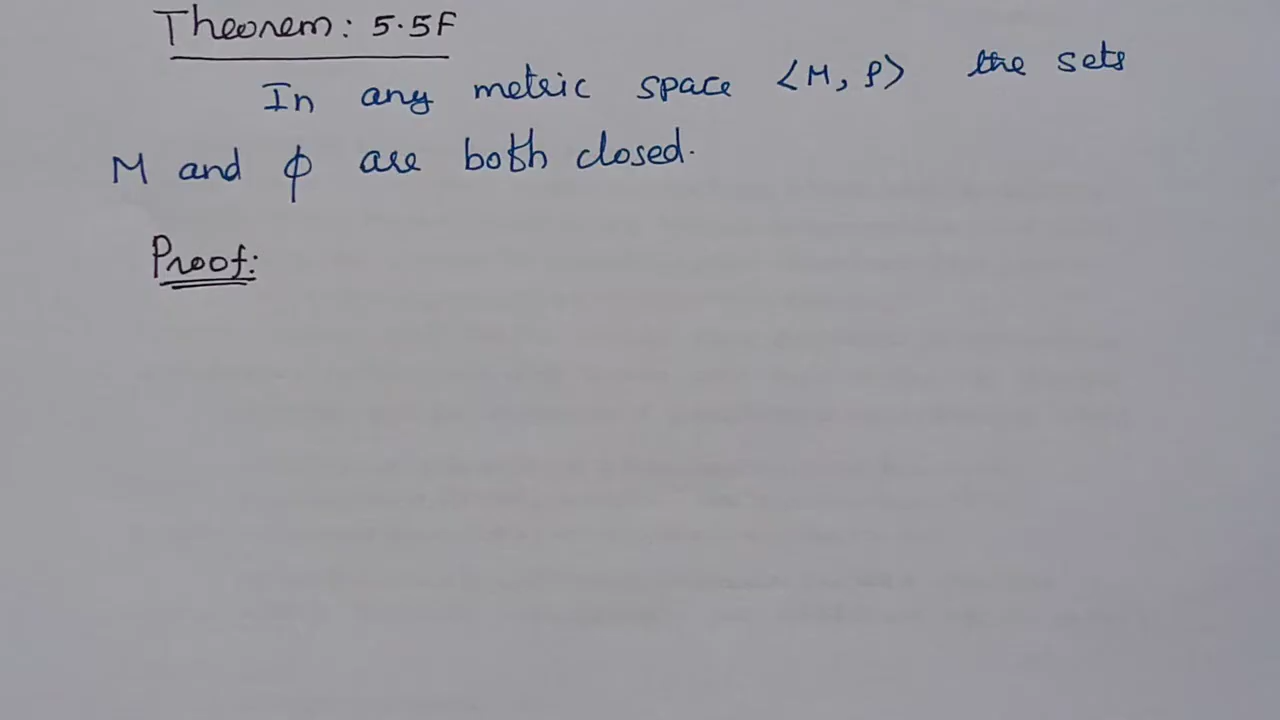 Theorem: 5.5F
In any metric space <M, ρ> the sets
M and φ are both closed.
Proof: